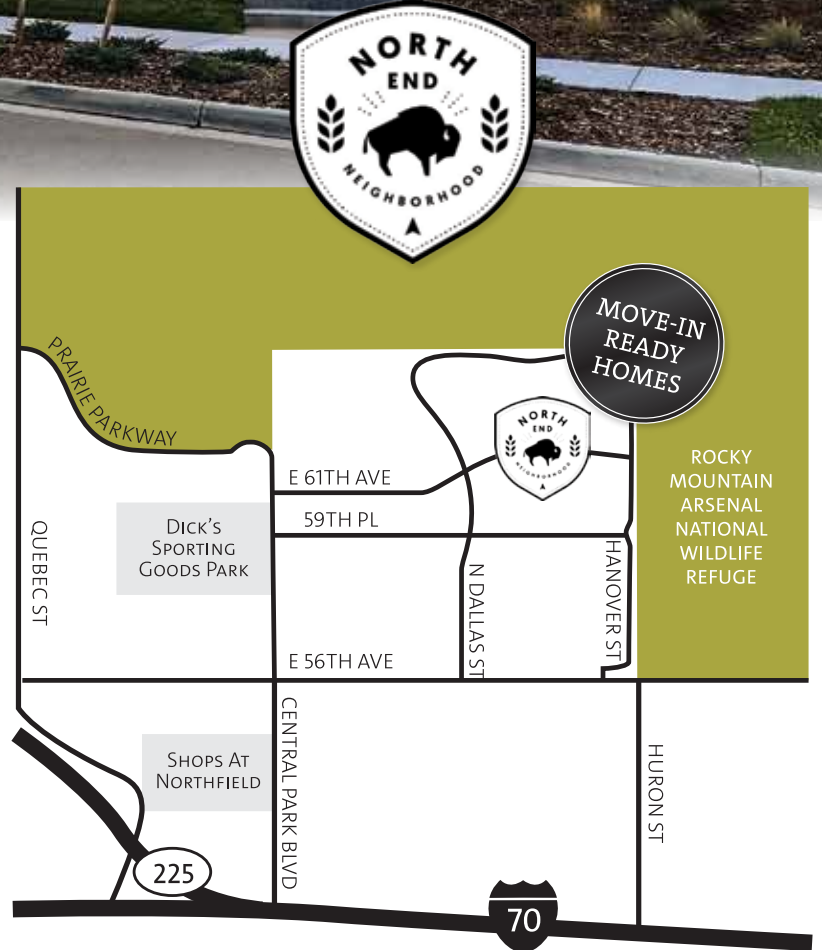 NORTH
END
NEIGHBORHOOD
MOVE-IN
READY
HOMES
PRAIRIE PARKWAY
NORTH
END
NEIGHBORHOOD
ROCKY
MOUNTAIN
ARSENAL
NATIONAL
WILDLIFE
REFUGE
E 61TH AVE
59TH PL
DICK'S
SPORTING
GOODS PARK
QUEBEC ST
N DALLAS ST
HANOVER ST
E 56TH AVE
CENTRAL PARK BLVD
SHOPS AT
NORTHFIELD
HURON ST
225
70